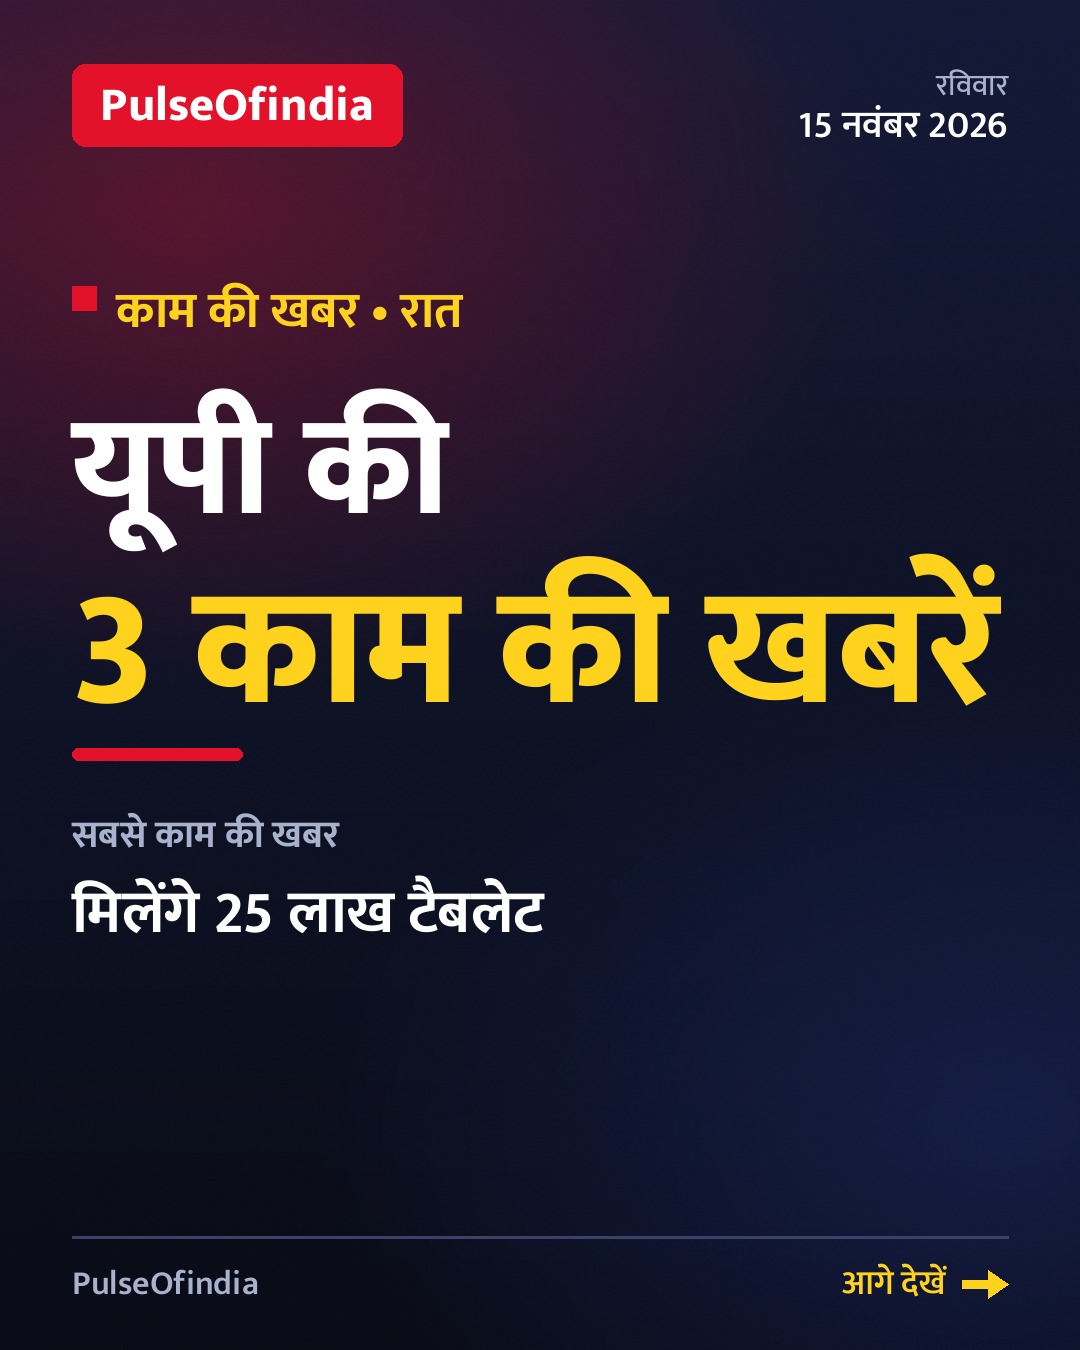 PulseOfindia
रविवार
15 नवंबर 2026
काम की खबर • रात
यूपी की
3 काम की खबरें
सबसे काम की खबर
मिलेंगे 25 लाख टैबलेट
PulseOfindia
आगे देखें